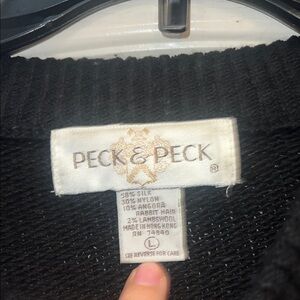 PECK & PECK ®
58% SILK
30% NYLON
10% ANGORA
RABBIT HAIR
2% LAMBSWOOL
MADE IN HONG KONG
RN 74940
L
SEE REVERSE FOR CARE